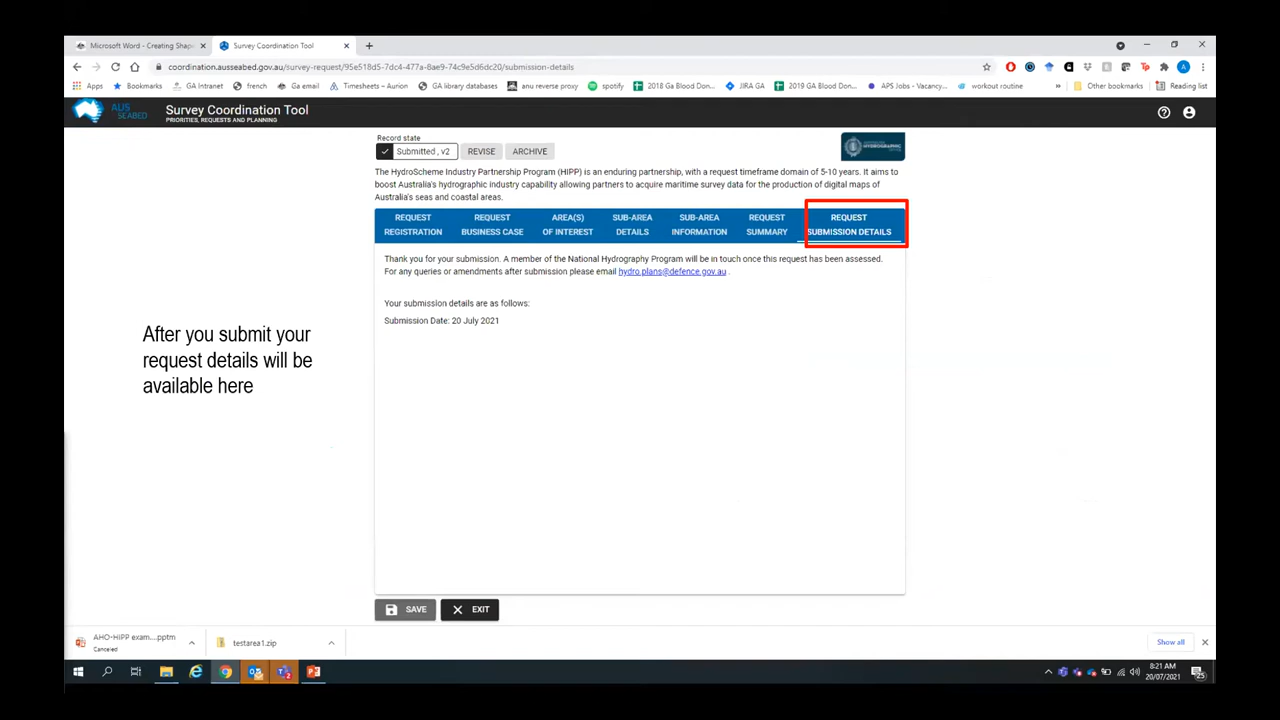 Microsoft Word - Creating Shap
Survey Coordination Tool
coordination.ausseabed.gov.au/survey-request/95e518d5-7dc4-477a-8ae9-74c9e5d6dc20/submission-details
Apps
Bookmarks
GA Intranet
french
Ga email
Timesheets – Aurion
GA library databases
anu reverse proxy
spotify
2018 Ga Blood Don...
JIRA GA
2019 GA Blood Don...
APS Jobs - Vacancy...
workout routine
»
Other bookmarks
Reading list
AUS SEABED
Survey Coordination Tool
PRIORITIES, REQUESTS AND PLANNING
Record state
Submitted , v2
REVISE
ARCHIVE
HYDROGRAPHIC
The HydroScheme Industry Partnership Program (HIPP) is an enduring partnership, with a request timeframe domain of 5-10 years. It aims to
boost Australia's hydrographic industry capability allowing partners to acquire maritime survey data for the production of digital maps of
Australia's seas and coastal areas.
REQUEST REGISTRATION
REQUEST BUSINESS CASE
AREA(S) OF INTEREST
SUB-AREA DETAILS
SUB-AREA INFORMATION
REQUEST SUMMARY
REQUEST SUBMISSION DETAILS
Thank you for your submission. A member of the National Hydrography Program will be in touch once this request has been assessed.
For any queries or amendments after submission please email hydro.plans@defence.gov.au .
Your submission details are as follows:
Submission Date: 20 July 2021
After you submit your
request details will be
available here
SAVE
EXIT
AHO-HIPP exam....pptm
Canceled
testarea1.zip
Show all
8:21 AM
20/07/2021
25